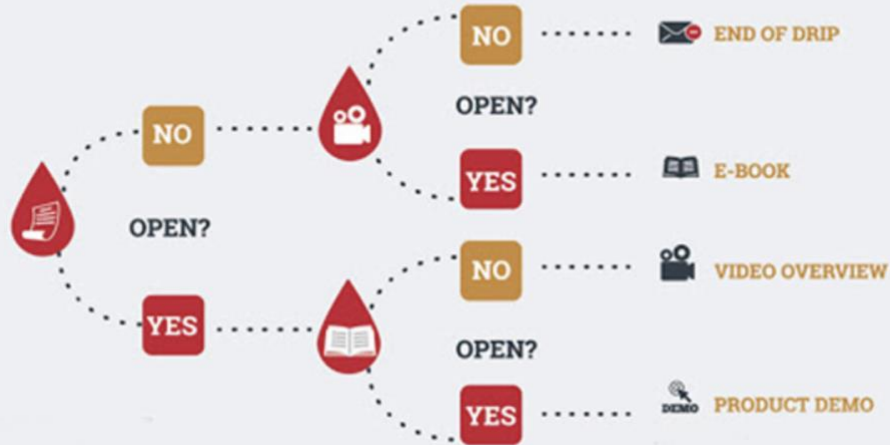 NO
END OF DRIP
OPEN?
NO
YES
E-BOOK
OPEN?
NO
VIDEO OVERVIEW
YES
OPEN?
YES
DEMO
PRODUCT DEMO